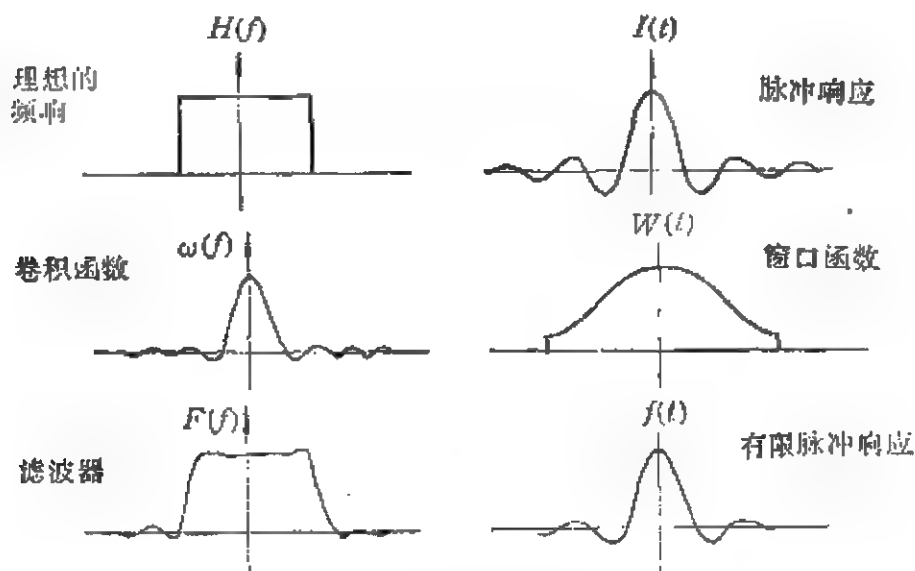 H(f)
I(t)
理想的
频响
脉冲响应
ω(f)
W(t)
卷积函数
窗口函数
F(f)
f(t)
滤波器
有限脉冲响应